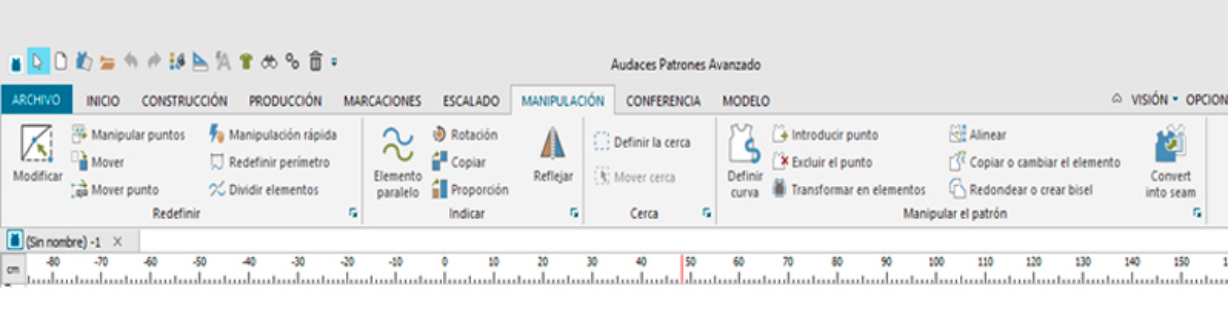 Audaces Patrones Avanzado
ARCHIVO INICIO CONSTRUCCIÓN PRODUCCIÓN MARCACIONES ESCALADO MANIPULACIÓN CONFERENCIA MODELO VISIÓN OPCION
Modificar
Manipular puntos
Mover
Mover punto
Manipulación rápida
Redefinir perímetro
Dividir elementos
Redefinir
Elemento
paralelo
Rotación
Copiar
Proporción
Reflejar
Indicar
Definir la cerca
Mover cerca
Cerca
Definir
curva
Introducir punto
Excluir el punto
Transformar en elementos
Alinear
Copiar o cambiar el elemento
Redondear o crear bisel
Convert
into seam
Manipular el patrón
(Sin nombre) -1 X
cm -80 -70 -60 -50 -40 -30 -20 -10 0 10 20 30 40 50 60 70 80 90 100 110 120 130 140 150 1